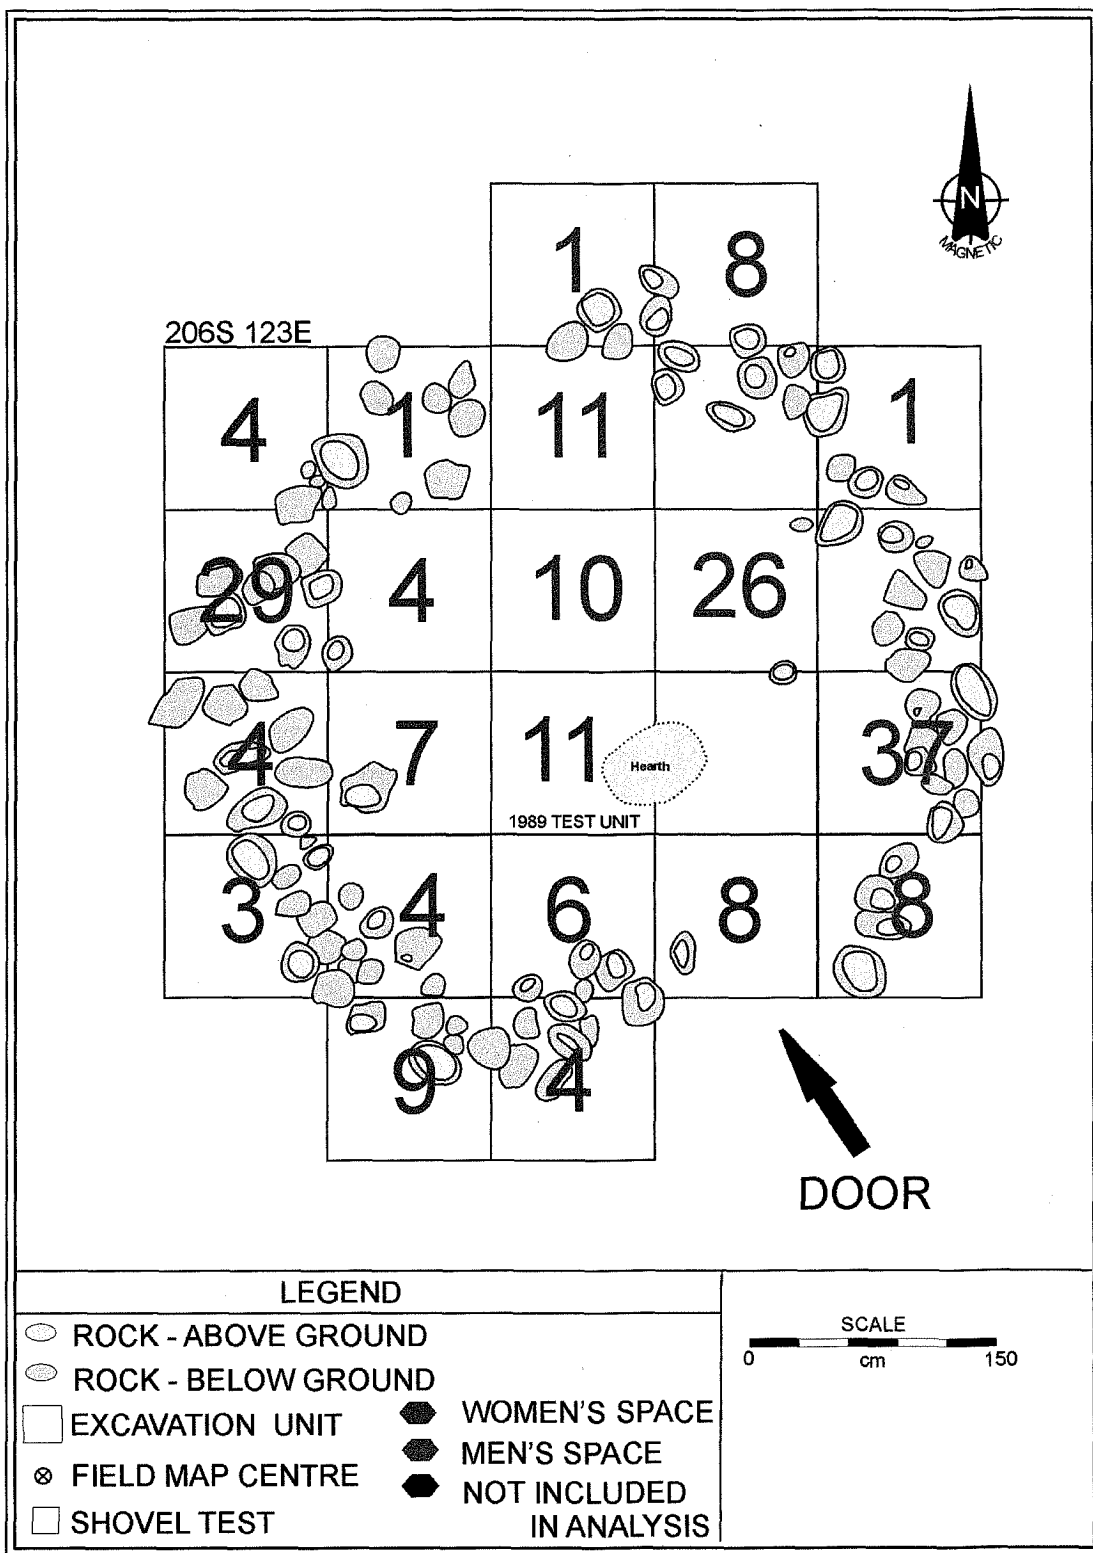 N
MAGNETIC
1 8
206S 123E
4 1 11 1
29 4 10 26
4 7 11 37
Hearth
1989 TEST UNIT
3 4 6 8 8
9 4
DOOR
LEGEND
ROCK - ABOVE GROUND
ROCK - BELOW GROUND
EXCAVATION UNIT
FIELD MAP CENTRE
SHOVEL TEST
WOMEN'S SPACE
MEN'S SPACE
NOT INCLUDED
IN ANALYSIS
SCALE
0 cm 150